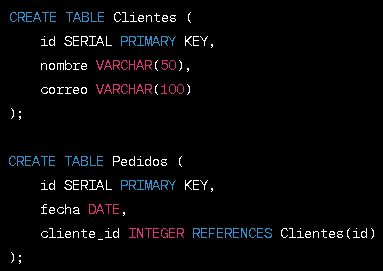 CREATE TABLE Clientes (
    id SERIAL PRIMARY KEY,
    nombre VARCHAR(50),
    correo VARCHAR(100)
);

CREATE TABLE Pedidos (
    id SERIAL PRIMARY KEY,
    fecha DATE,
    cliente_id INTEGER REFERENCES Clientes(id)
);